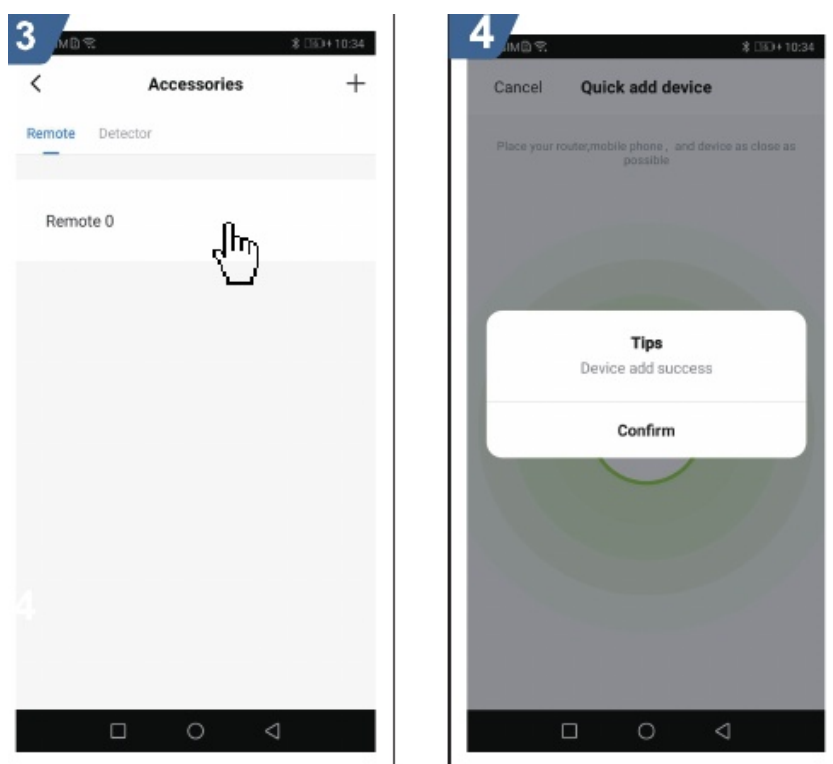 3
10:34
Accessories
Remote Detector
Remote 0
4
4
10:34
Cancel Quick add device
Place your router,mobile phone, and device as close as
possible
Tips
Device add success
Confirm